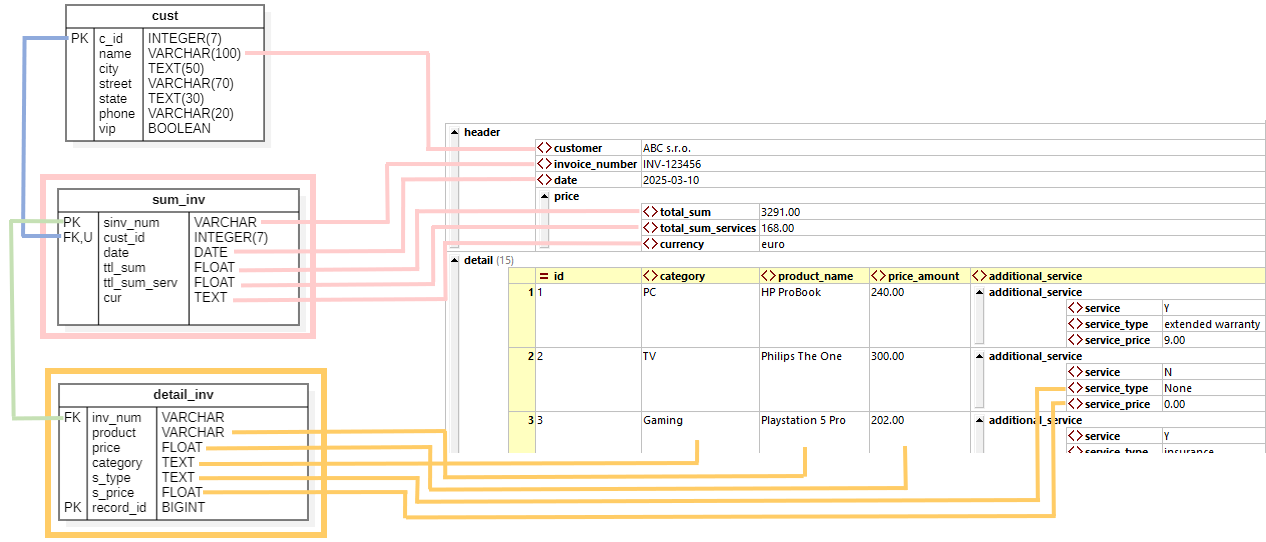 cust
PK c_id INTEGER(7)
name VARCHAR(100)
city TEXT(50)
street VARCHAR(70)
state TEXT(30)
phone VARCHAR(20)
vip BOOLEAN
sum_inv
PK sinv_num VARCHAR
FK,U cust_id INTEGER(7)
date DATE
ttl_sum FLOAT
ttl_sum_serv FLOAT
cur TEXT
detail_inv
FK inv_num VARCHAR
product VARCHAR
price FLOAT
category TEXT
s_type TEXT
s_price FLOAT
PK record_id BIGINT
header
customer ABC s.r.o.
invoice_number INV-123456
date 2025-03-10
price
total_sum 3291.00
total_sum_services 168.00
currency euro
detail (15)
= id <> category <> product_name <> price_amount <> additional_service
1 1 PC HP ProBook 240.00 additional_service
<> service Y
<> service_type extended warranty
<> service_price 9.00
2 2 TV Philips The One 300.00 additional_service
<> service N
<> service_type None
<> service_price 0.00
3 3 Gaming Playstation 5 Pro 202.00 additional_service
<> service Y
<> service_type insurance